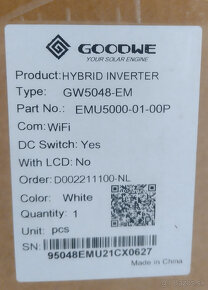 GOODWE
YOUR SOLAR ENGINE
Product: HYBRID INVERTER
Type: GW5048-EM
Part No.: EMU5000-01-00P
Com: WiFi
DC Switch: Yes
With LCD: No
Order: D002211100-NL
Color: White
Quantity: 1
Unit: pcs
SN:
95048EMU21CX0627
Made in China